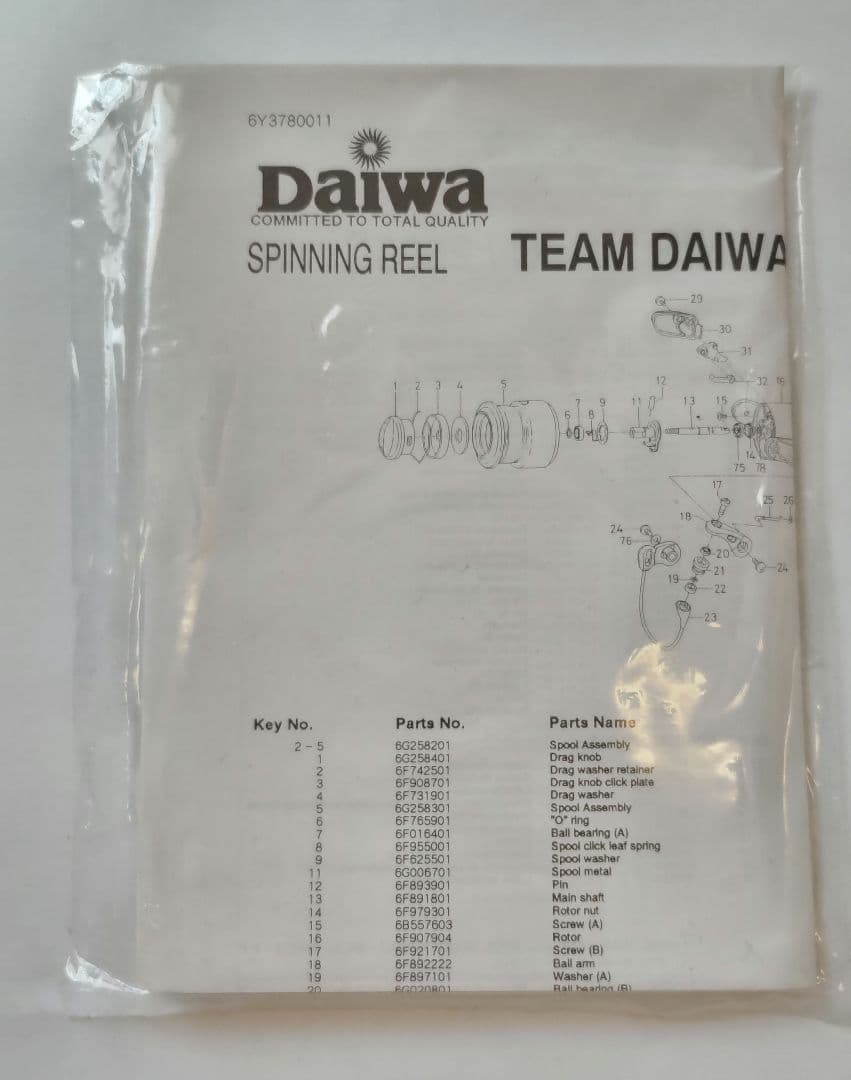 6Y3780011
Daiwa
COMMITTED TO TOTAL QUALITY
SPINNING REEL TEAM DAIWA
29
30
31
32 16
1 2 3 4 5
6 7 8 9 11 12 13 15
14
75 78
17
25 26
18
24
76
20
21
24
19
22
23
Key No. Parts No. Parts Name
2-5 6G258201 Spool Assembly
1 6G258401 Drag knob
2 6F742501 Drag washer retainer
3 6F908701 Drag knob click plate
4 6F731901 Drag washer
5 6G258301 Spool Assembly
6 6F765901 "O" ring
7 6F016401 Ball bearing (A)
8 6F955001 Spool click leaf spring
9 6F625501 Spool washer
11 6G006701 Spool metal
12 6F893901 Pin
13 6F891801 Main shaft
14 6F979301 Rotor nut
15 6B557603 Screw (A)
16 6F907904 Rotor
17 6F921701 Screw (B)
18 6F892222 Bail arm
19 6F897101 Washer (A)
20 6G020801 Ball bearing (B)